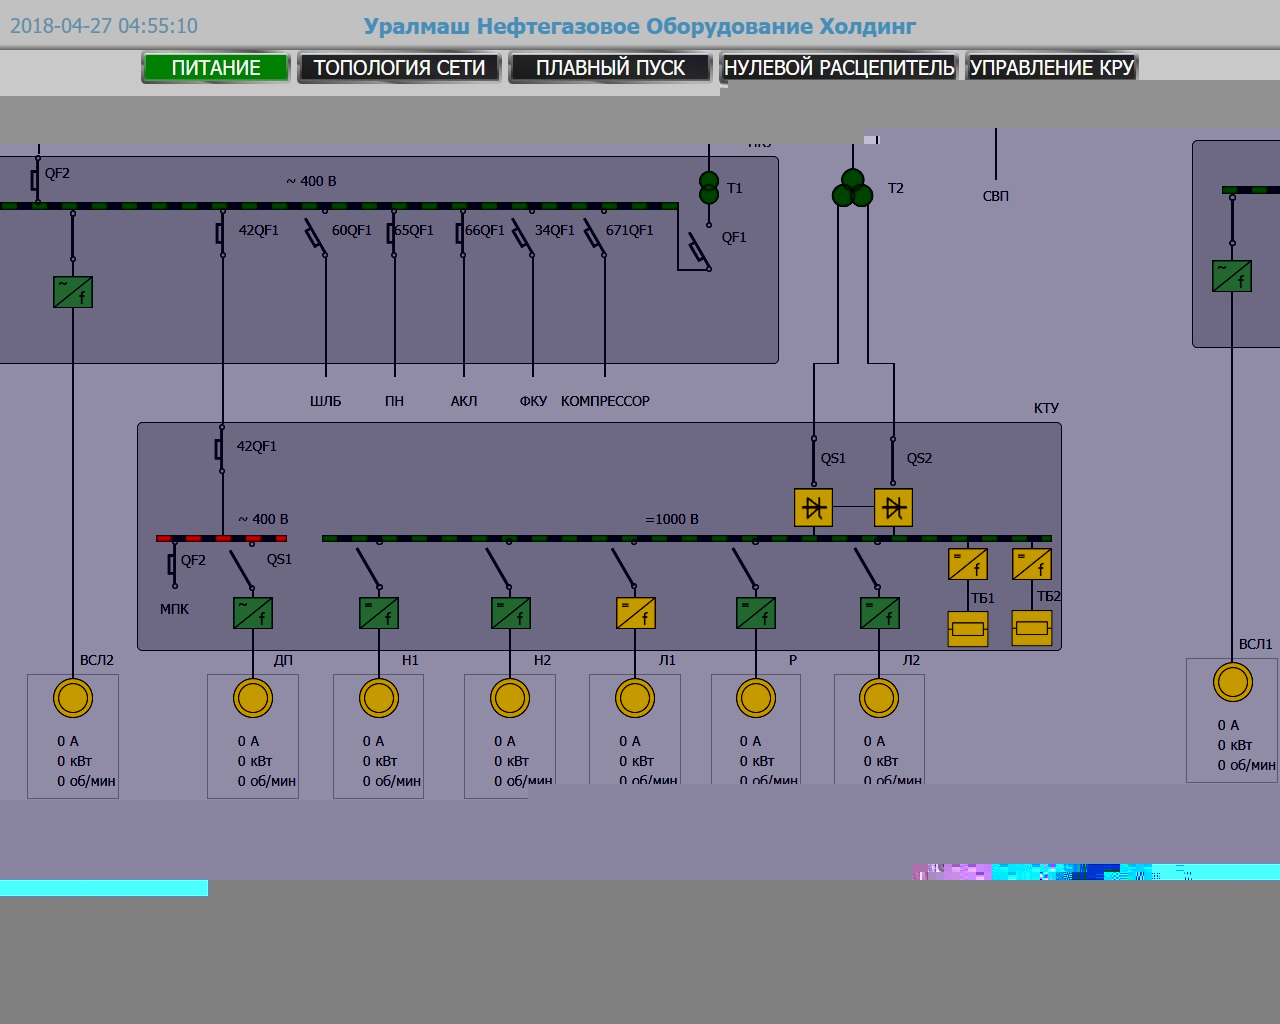 2018-04-27 04:55:10
Уралмаш Нефтегазовое Оборудование Холдинг
ПИТАНИЕ
ТОПОЛОГИЯ СЕТИ
ПЛАВНЫЙ ПУСК
НУЛЕВОЙ РАСЦЕПИТЕЛЬ
УПРАВЛЕНИЕ КРУ
QF2
~ 400 В
T1
T2
СВП
42QF1
60QF1
65QF1
66QF1
34QF1
671QF1
QF1
~ f
~ f
ШЛБ
ПН
АКЛ
ФКУ
КОМПРЕССОР
КТУ
42QF1
QS1
QS2
~ 400 В
=1000 В
QF2
QS1
МПК
= f
= f
ТБ1
ТБ2
~ f
= f
= f
= f
= f
= f
ВСЛ2
ДП
Н1
Н2
Л1
Р
Л2
ВСЛ1
0 А
0 кВт
0 об/мин
0 А
0 кВт
0 об/мин
0 А
0 кВт
0 об/мин
0 А
0 кВт
0 об/мин
0 А
0 кВт
0 об/мин
0 А
0 кВт
0 об/мин
0 А
0 кВт
0 об/мин
0 А
0 кВт
0 об/мин